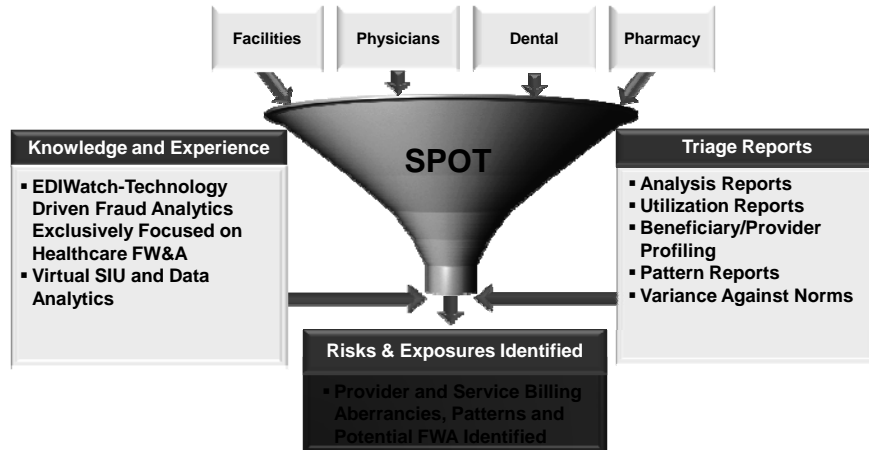 Facilities
Physicians
Dental
Pharmacy
SPOT
Knowledge and Experience
▪ EDIWatch-Technology
Driven Fraud Analytics
Exclusively Focused on
Healthcare FW&A
▪ Virtual SIU and Data
Analytics
Triage Reports
▪ Analysis Reports
▪ Utilization Reports
▪ Beneficiary/Provider
Profiling
▪ Pattern Reports
▪ Variance Against Norms
Risks & Exposures Identified
▪ Provider and Service Billing
Aberrancies, Patterns and
Potential FWA Identified